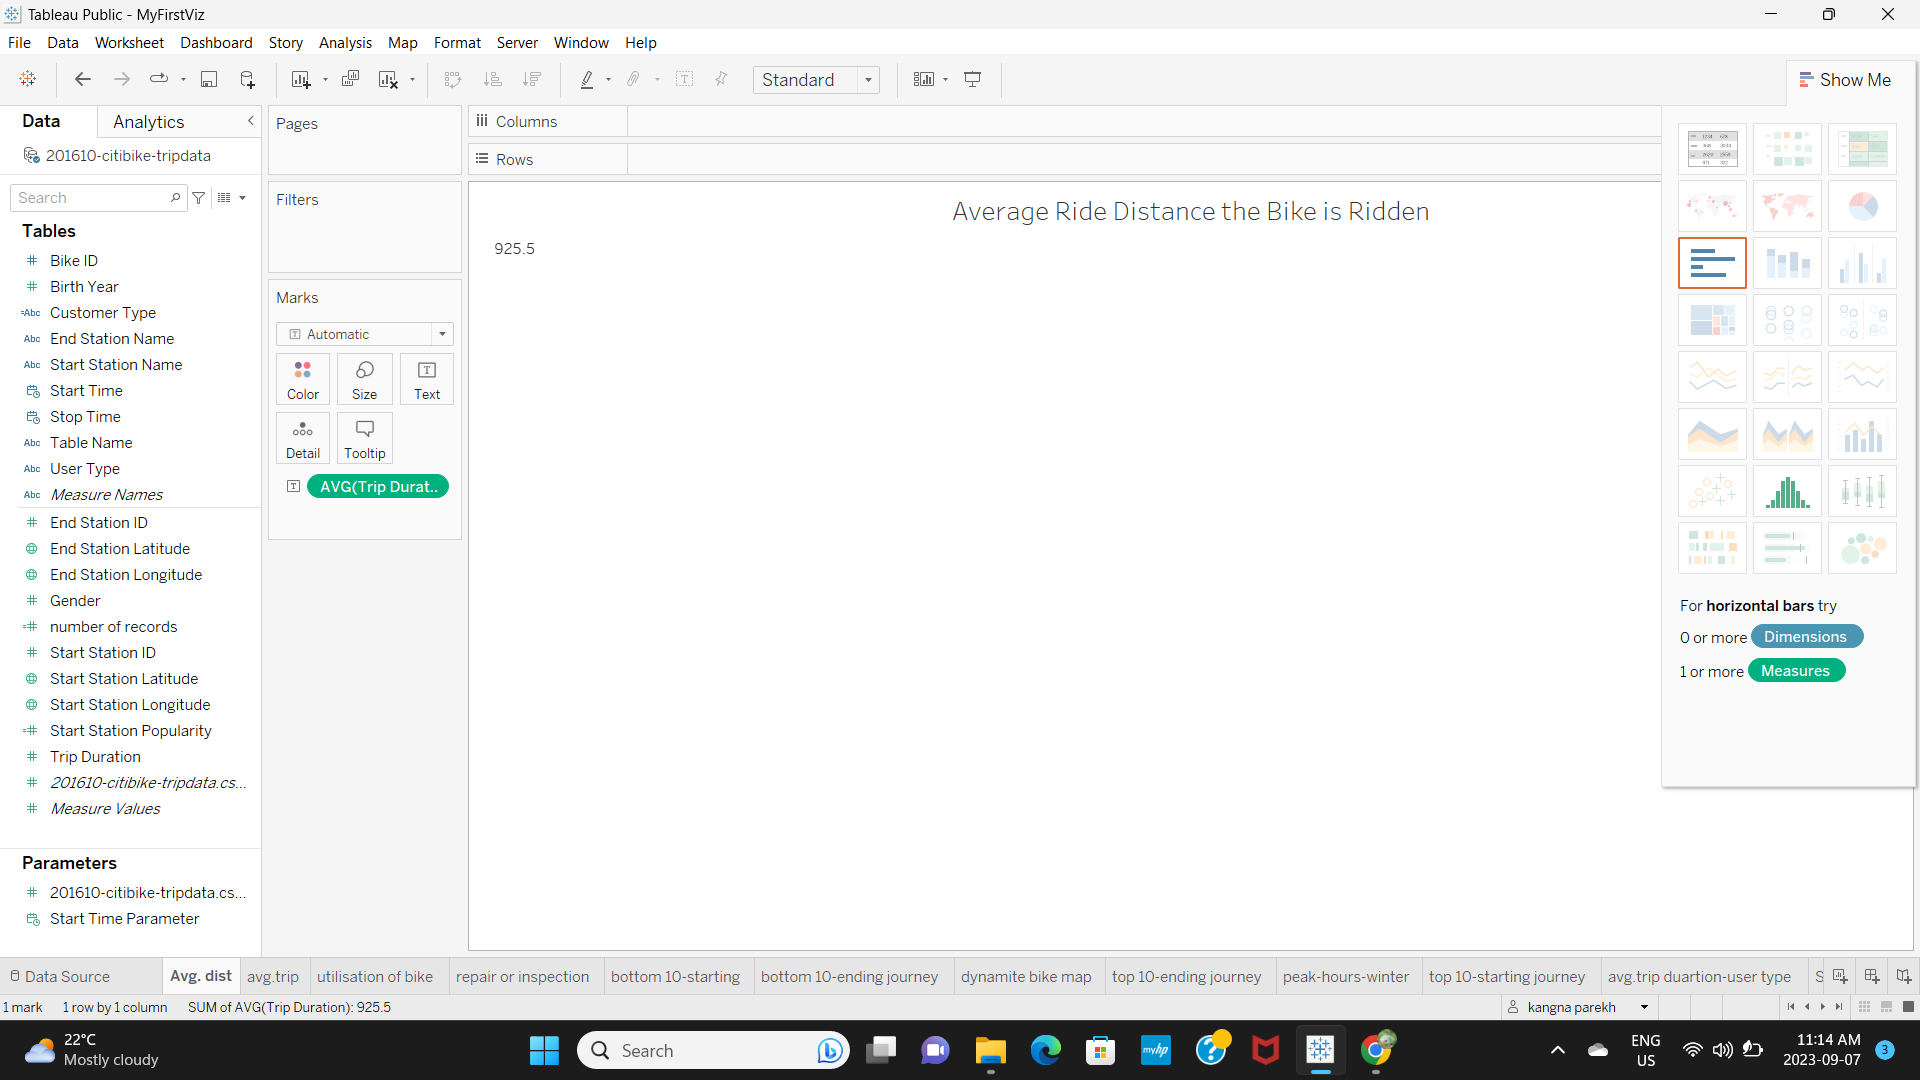 Tableau Public - MyFirstViz
File Data Worksheet Dashboard Story Analysis Map Format Server Window Help
Standard
Show Me
Data Analytics
Pages
Columns
201610-citibike-tripdata
Rows
Search
Filters
Average Ride Distance the Bike is Ridden
925.5
Tables
# Bike ID
# Birth Year
=Abc Customer Type
Abc End Station Name
Abc Start Station Name
Start Time
Stop Time
Abc Table Name
Abc User Type
Abc Measure Names
# End Station ID
End Station Latitude
End Station Longitude
# Gender
=# number of records
# Start Station ID
Start Station Latitude
Start Station Longitude
=# Start Station Popularity
# Trip Duration
# 201610-citibike-tripdata.cs...
# Measure Values
Parameters
# 201610-citibike-tripdata.cs...
Start Time Parameter
Marks
T Automatic
Color Size Text
Detail Tooltip
T AVG(Trip Durat..
For horizontal bars try
0 or more Dimensions
1 or more Measures
Data Source Avg. dist avg.trip utilisation of bike repair or inspection bottom 10-starting bottom 10-ending journey dynamite bike map top 10-ending journey peak-hours-winter top 10-starting journey avg.trip duartion-user type S
1 mark 1 row by 1 column SUM of AVG(Trip Duration): 925.5 kangna parekh
22°C
Mostly cloudy
Search
myhp
ENG
US
11:14 AM
2023-09-07
3